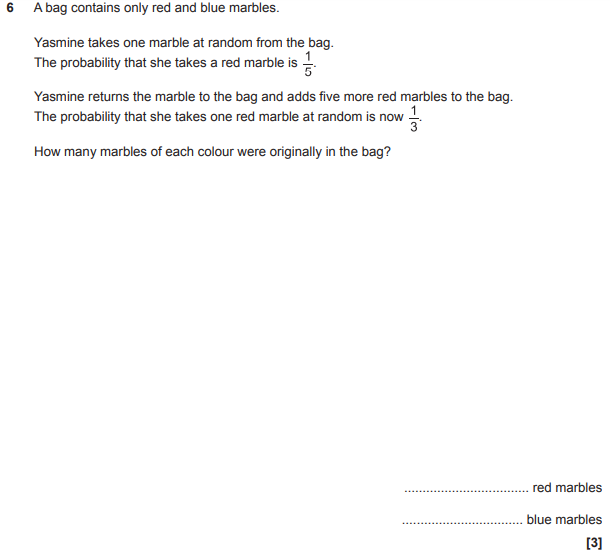 6 A bag contains only red and blue marbles.
Yasmine takes one marble at random from the bag.
The probability that she takes a red marble is 1/5.
Yasmine returns the marble to the bag and adds five more red marbles to the bag.
The probability that she takes one red marble at random is now 1/3.
How many marbles of each colour were originally in the bag?
.................................. red marbles
.................................. blue marbles
[3]